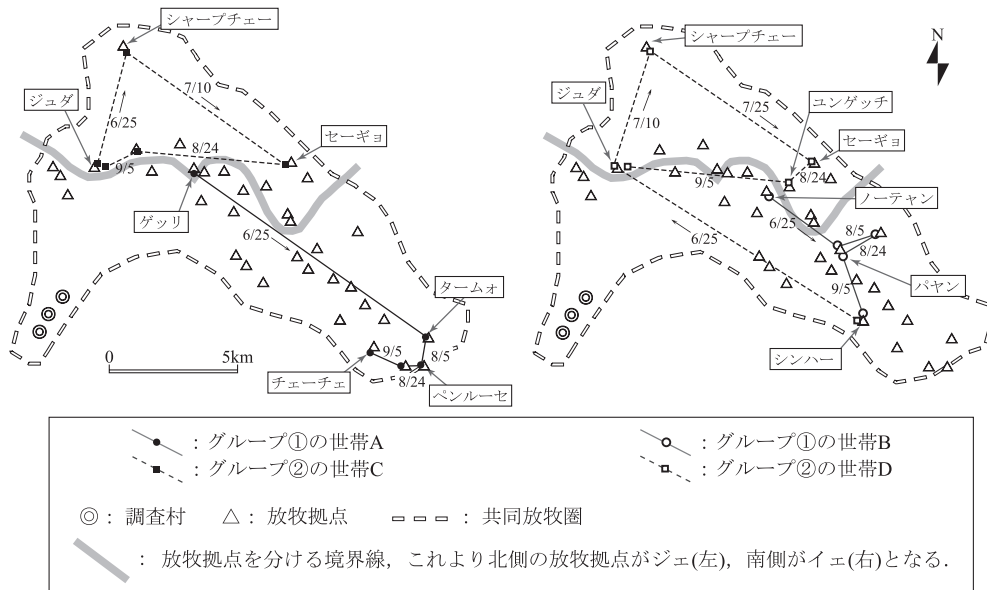 シャープチェー
ジュダ
7/10
6/25
セーギョ
9/5
8/24
ゲッリ
6/25
タームォ
0
5km
9/5
8/5
チェーチェ
8/24
ペンルーセ
シャープチェー
N
ジュダ
7/25
ユンゲッチ
7/10
セーギョ
9/5
8/24
ノーテャン
6/25
6/25
8/5
8/24
9/5
パヤン
シンハー
: グループ①の世帯A
: グループ①の世帯B
: グループ②の世帯C
: グループ②の世帯D
◎ : 調査村 △ : 放牧拠点 : 共同放牧圏
: 放牧拠点を分ける境界線，これより北側の放牧拠点がジェ(左)，南側がイェ(右)となる.